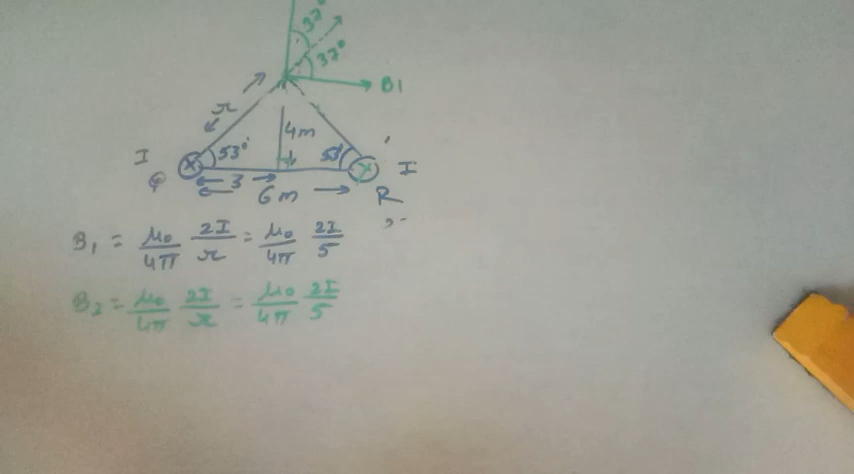 37°
37°
B1
r
4m
I
53°
53°
I
Q
3
6m
R
B₁ = μ₀/4π 2I/r = μ₀/4π 2I/5
B₂ = μ₀/4π 2I/r = μ₀/4π 2I/5